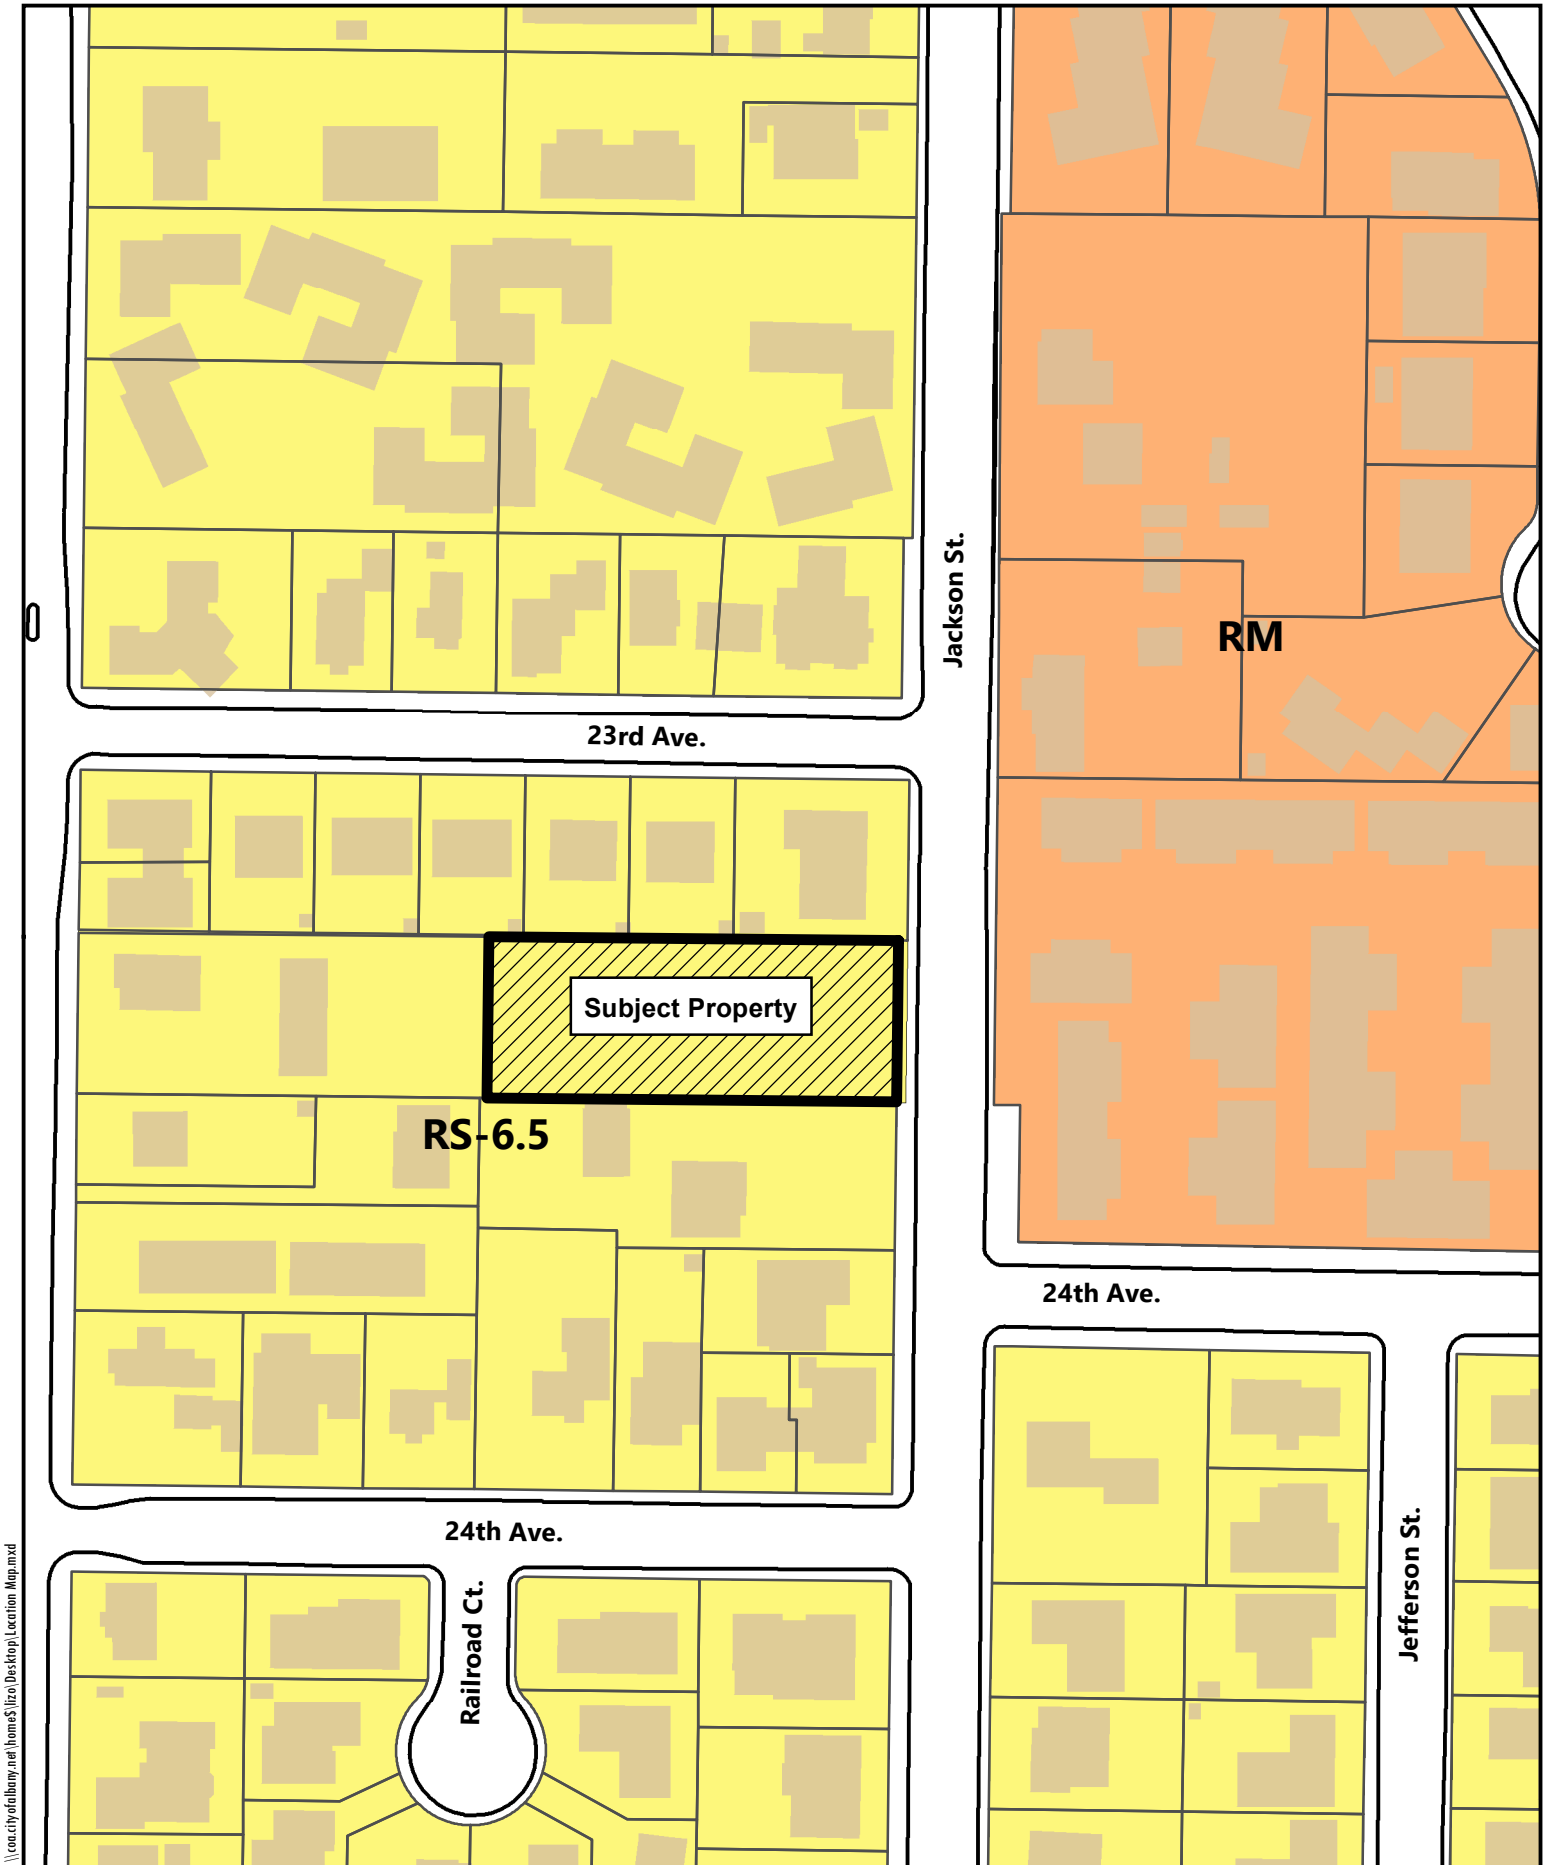 Jackson St.
RM
23rd Ave.
Subject Property
RS-6.5
24th Ave.
24th Ave.
Railroad Ct.
Jefferson St.
\\coa.cityofalbany.net\home$\lizo\Desktop\Location Map.mxd